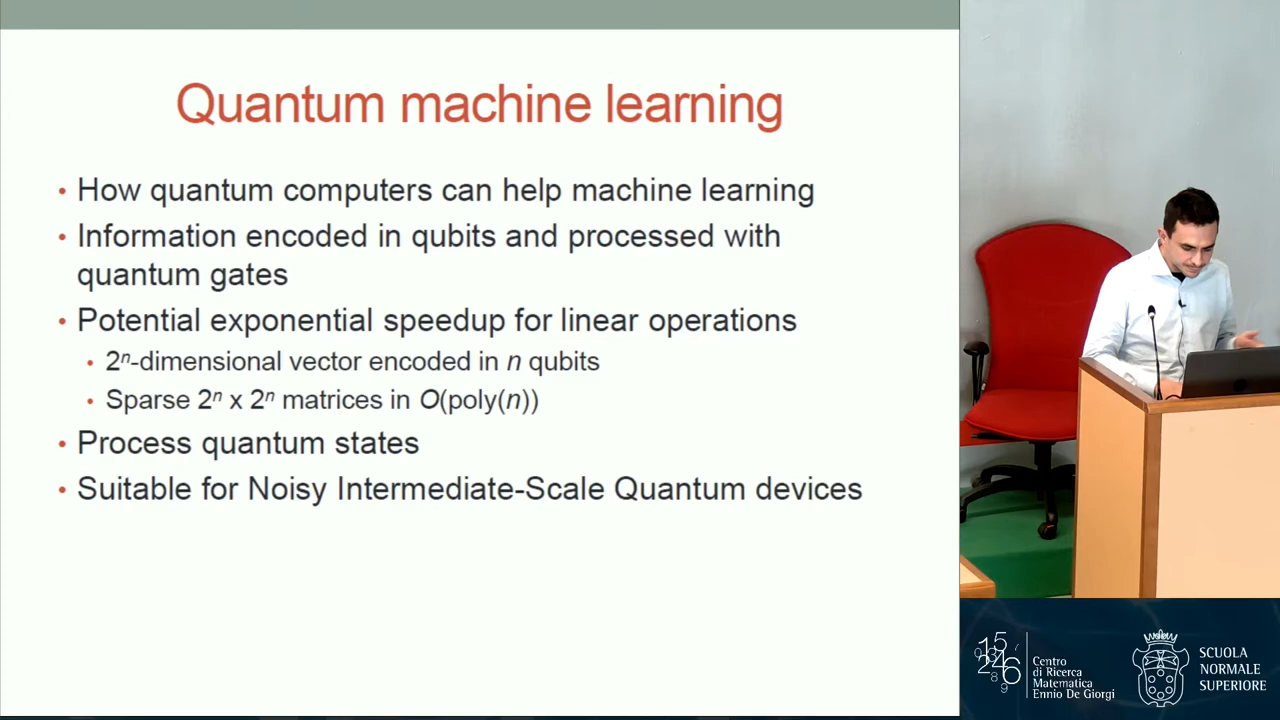 Quantum machine learning
• How quantum computers can help machine learning
• Information encoded in qubits and processed with
quantum gates
• Potential exponential speedup for linear operations
• 2ⁿ-dimensional vector encoded in n qubits
• Sparse 2ⁿ x 2ⁿ matrices in O(poly(n))
• Process quantum states
• Suitable for Noisy Intermediate-Scale Quantum devices
Centro
di Ricerca
Matematica
Ennio De Giorgi
SCUOLA
NORMALE
SUPERIORE